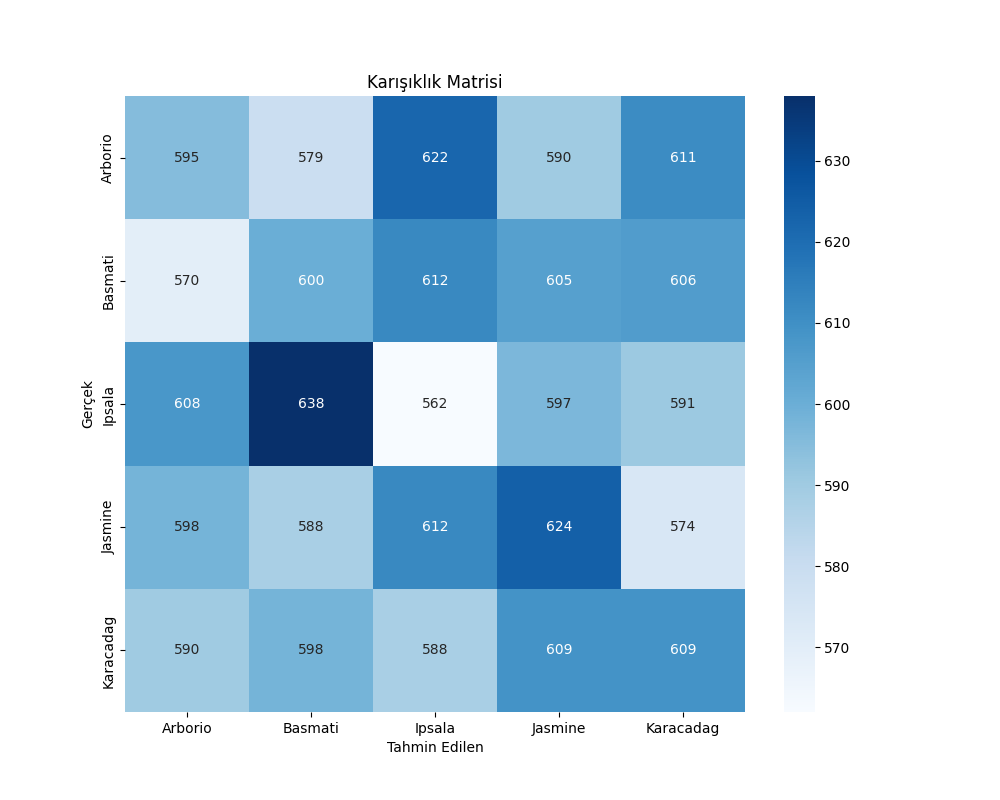 Karışıklık Matrisi
Gerçek
Arborio 595 579 622 590 611
Basmati 570 600 612 605 606
Ipsala 608 638 562 597 591
Jasmine 598 588 612 624 574
Karacadag 590 598 588 609 609
Arborio Basmati Ipsala Jasmine Karacadag
Tahmin Edilen
630
620
610
600
590
580
570